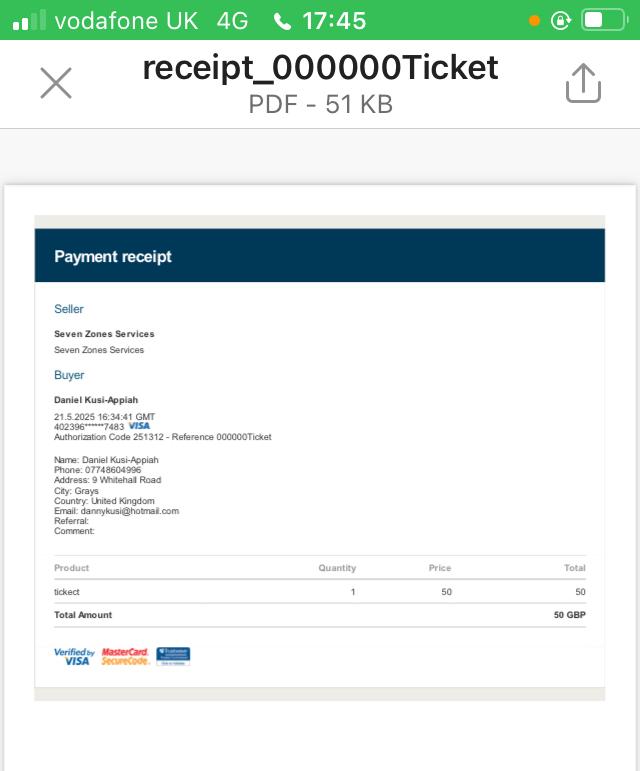 vodafone UK 4G 17:45
receipt_000000Ticket
PDF - 51 KB
Payment receipt
Seller
Seven Zones Services
Seven Zones Services
Buyer
Daniel Kusi-Appiah
21.5.2025 16:34:41 GMT
402396******7483 VISA
Authorization Code 251312 - Reference 000000Ticket
Name: Daniel Kusi-Appiah
Phone: 07748604996
Address: 9 Whitehall Road
City: Grays
Country: United Kingdom
Email: dannykusi@hotmail.com
Referral:
Comment:
Product Quantity Price Total
tickect 1 50 50
Total Amount 50 GBP
Verified by MasterCard. Trustwave
VISA SecureCode.